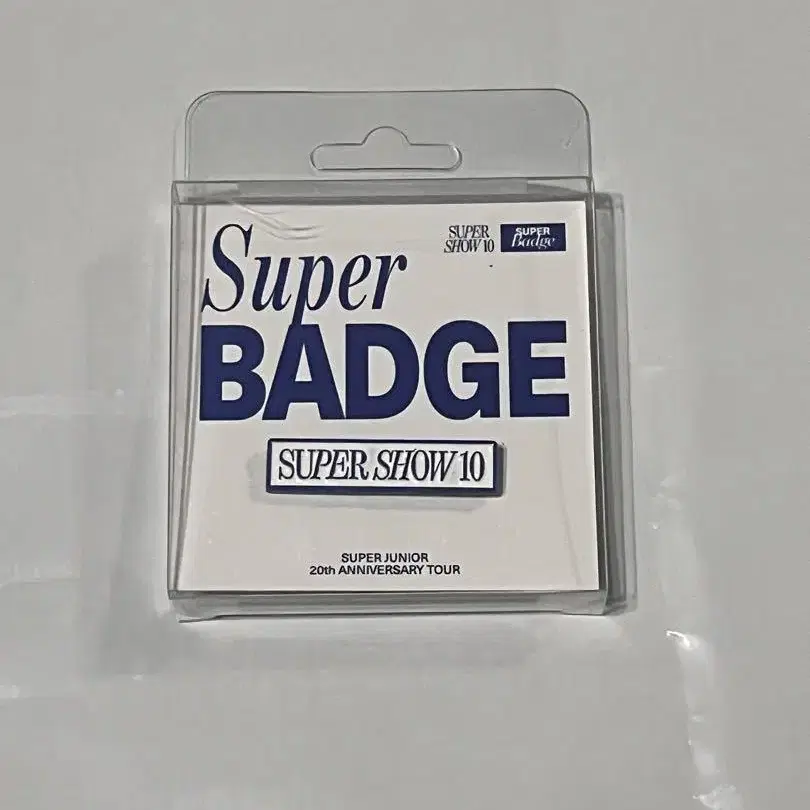 Super
BADGE
SUPER
SHOW 10
SUPER
Badge
SUPER SHOW 10
SUPER JUNIOR
20th ANNIVERSARY TOUR